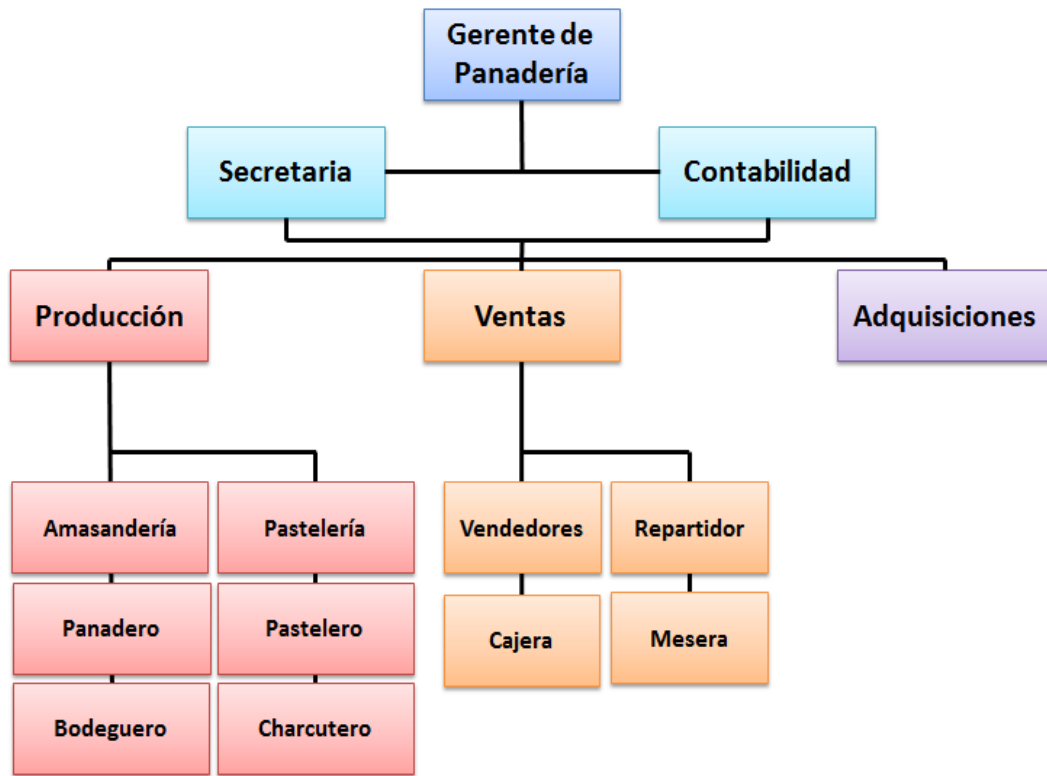 Gerente de
Panadería
Secretaria
Contabilidad
Producción
Ventas
Adquisiciones
Amasandería
Pastelería
Vendedores
Repartidor
Panadero
Pastelero
Cajera
Mesera
Bodeguero
Charcutero